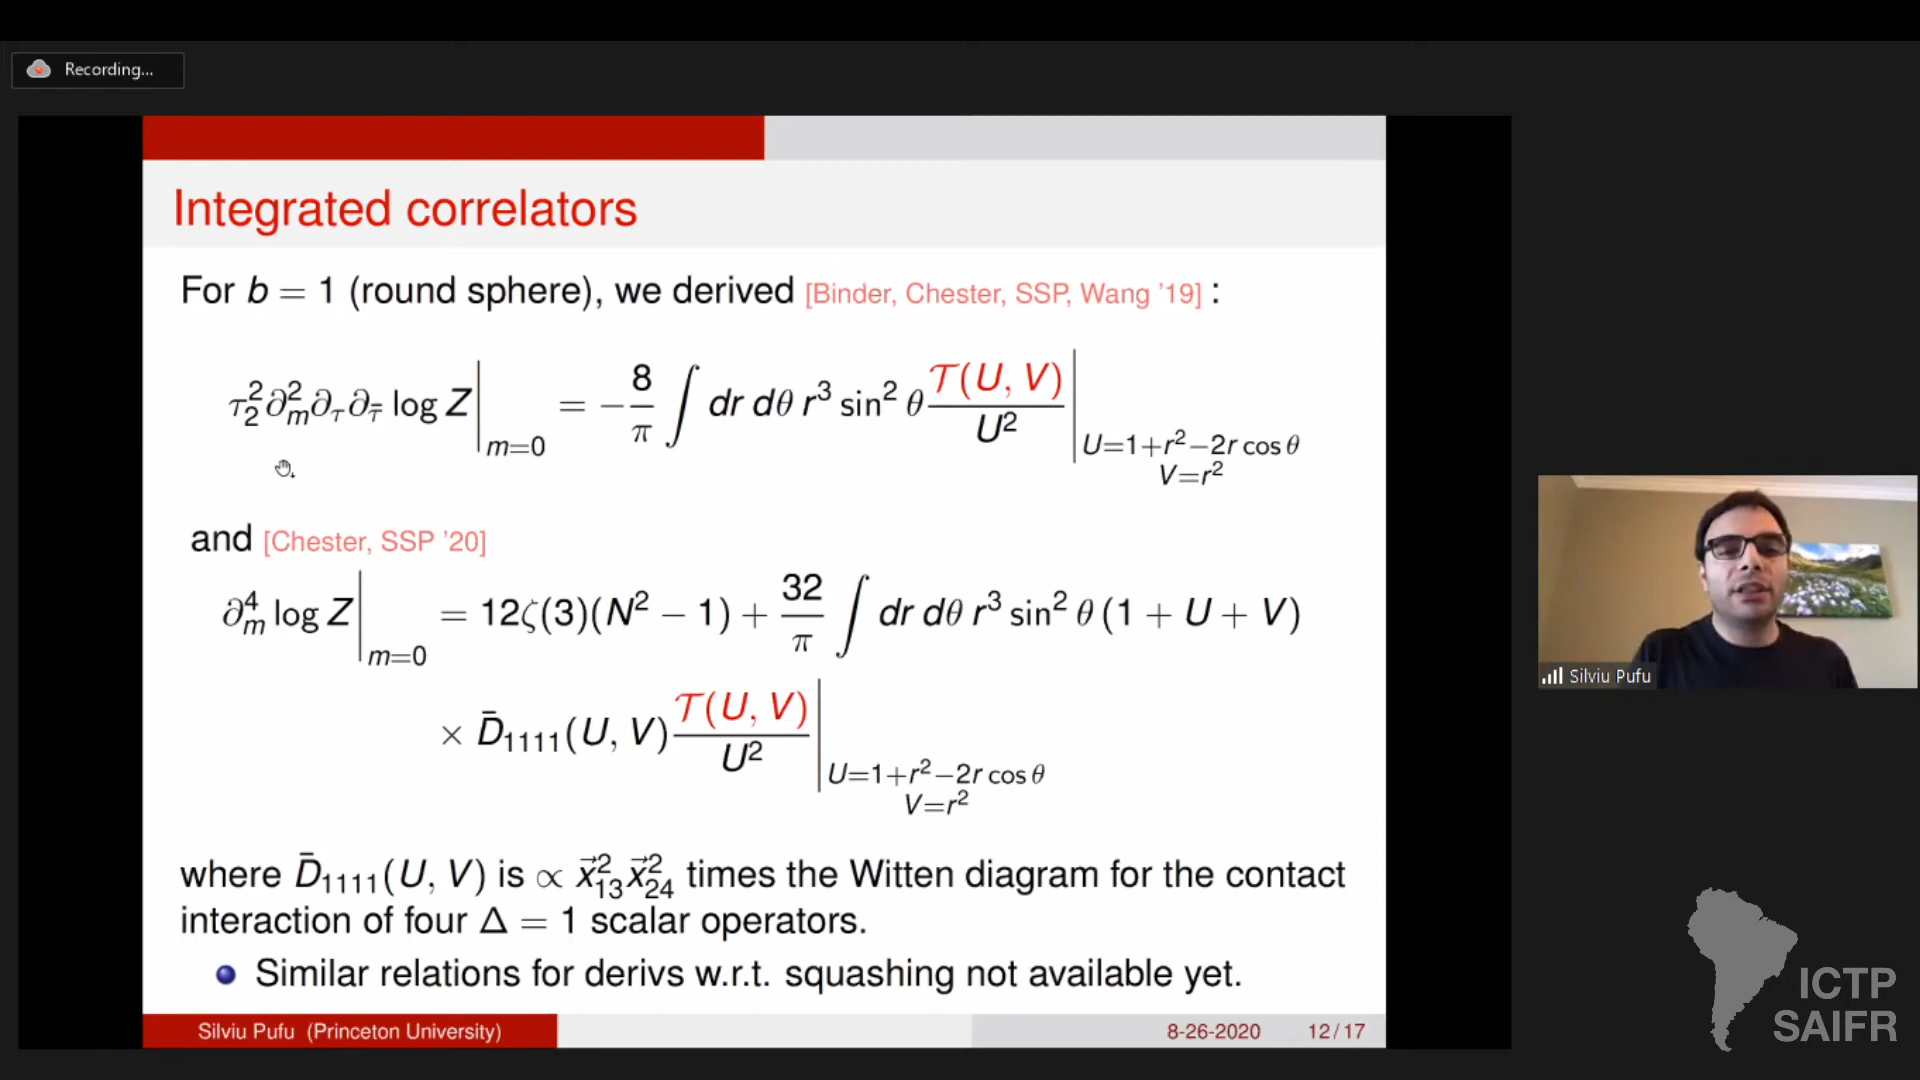 Recording...
Integrated correlators
For b = 1 (round sphere), we derived [Binder, Chester, SSP, Wang '19] :
τ₂² ∂ₘ² ∂_τ ∂_τ̄ log Z |_{m=0} = − 8/π ∫ dr dθ r³ sin² θ 𝒯(U, V)/U² |_{U=1+r²−2r cos θ, V=r²}
and [Chester, SSP '20]
∂ₘ⁴ log Z |_{m=0} = 12ζ(3)(N² − 1) + 32/π ∫ dr dθ r³ sin² θ (1 + U + V)
× D̄₁₁₁₁(U, V) 𝒯(U, V)/U² |_{U=1+r²−2r cos θ, V=r²}
where D̄₁₁₁₁(U, V) is ∝ x⃗₁₃² x⃗₂₄² times the Witten diagram for the contact
interaction of four Δ = 1 scalar operators.
Similar relations for derivs w.r.t. squashing not available yet.
Silviu Pufu (Princeton University) 8-26-2020 12 / 17
Silviu Pufu
ICTP
SAIFR